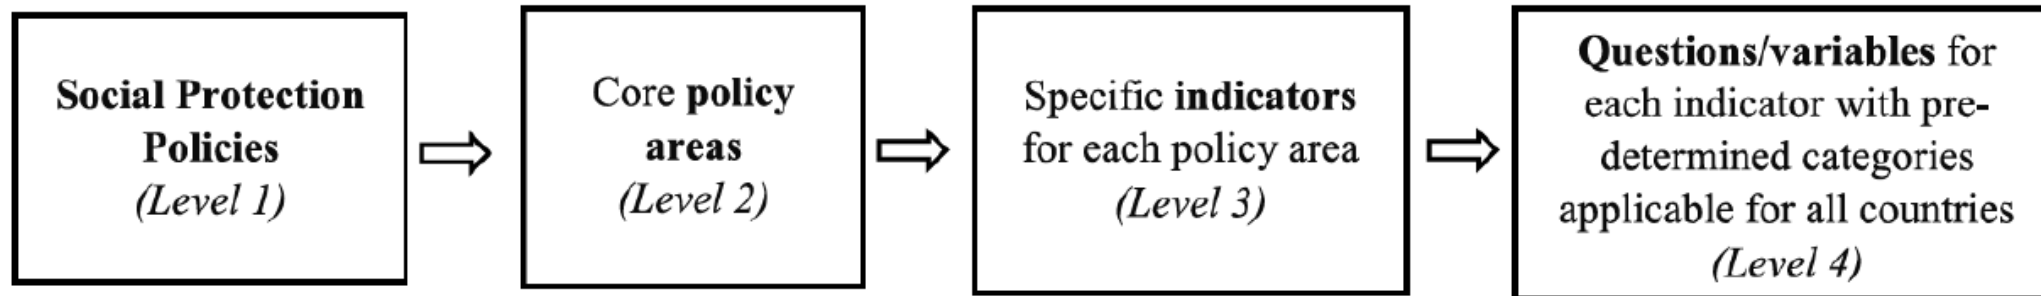 Social Protection
Policies
(Level 1)
Core policy
areas
(Level 2)
Specific indicators
for each policy area
(Level 3)
Questions/variables for
each indicator with pre-
determined categories
applicable for all countries
(Level 4)